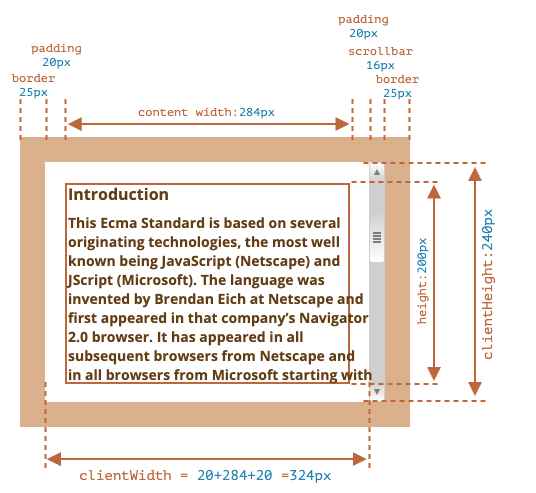 padding
20px
scrollbar
16px
padding
20px
border
25px
border
25px
content width:284px
Introduction
This Ecma Standard is based on several
originating technologies, the most well
known being JavaScript (Netscape) and
JScript (Microsoft). The language was
invented by Brendan Eich at Netscape and
first appeared in that company’s Navigator
2.0 browser. It has appeared in all
subsequent browsers from Netscape and
in all browsers from Microsoft starting with
height:200px
clientHeight:240px
clientWidth = 20+284+20 =324px